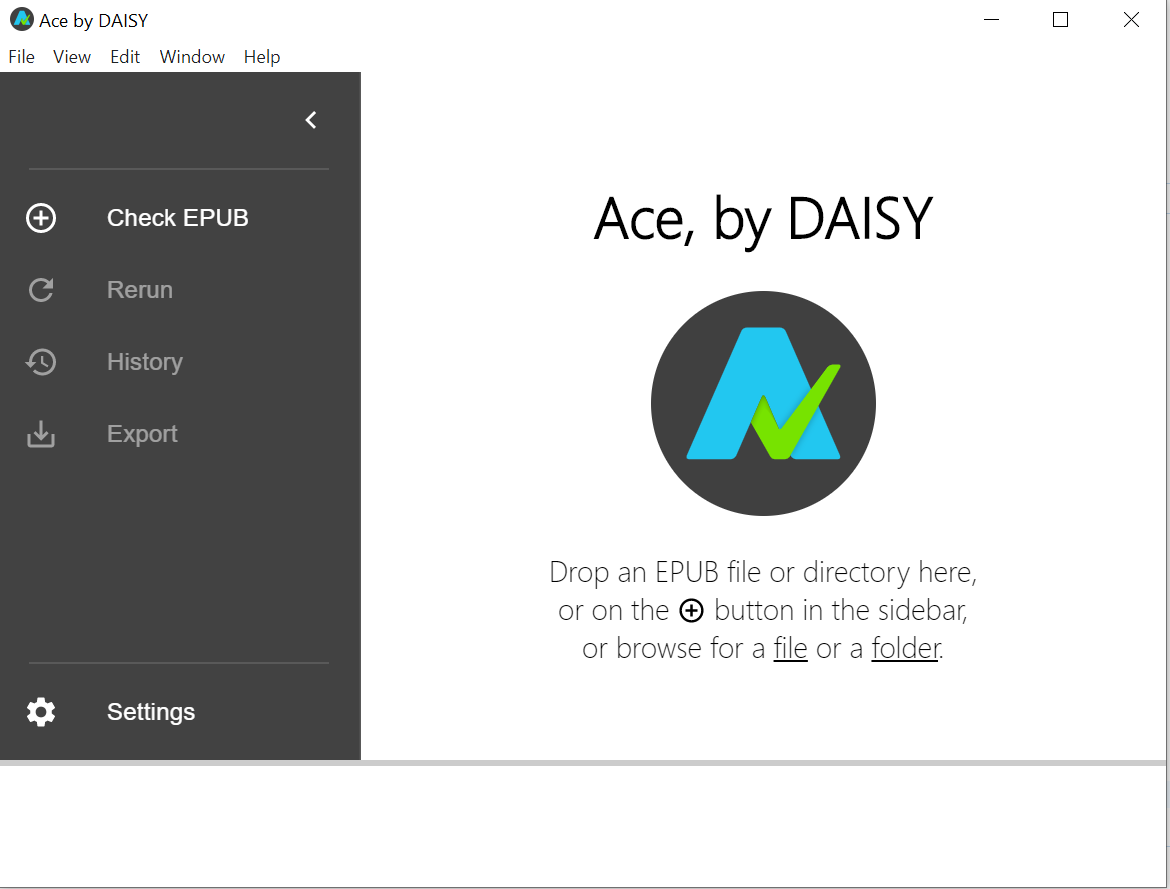 Ace by DAISY
File View Edit Window Help
Check EPUB
Rerun
History
Export
Settings
Ace, by DAISY
Drop an EPUB file or directory here,
or on the button in the sidebar,
or browse for a file or a folder.